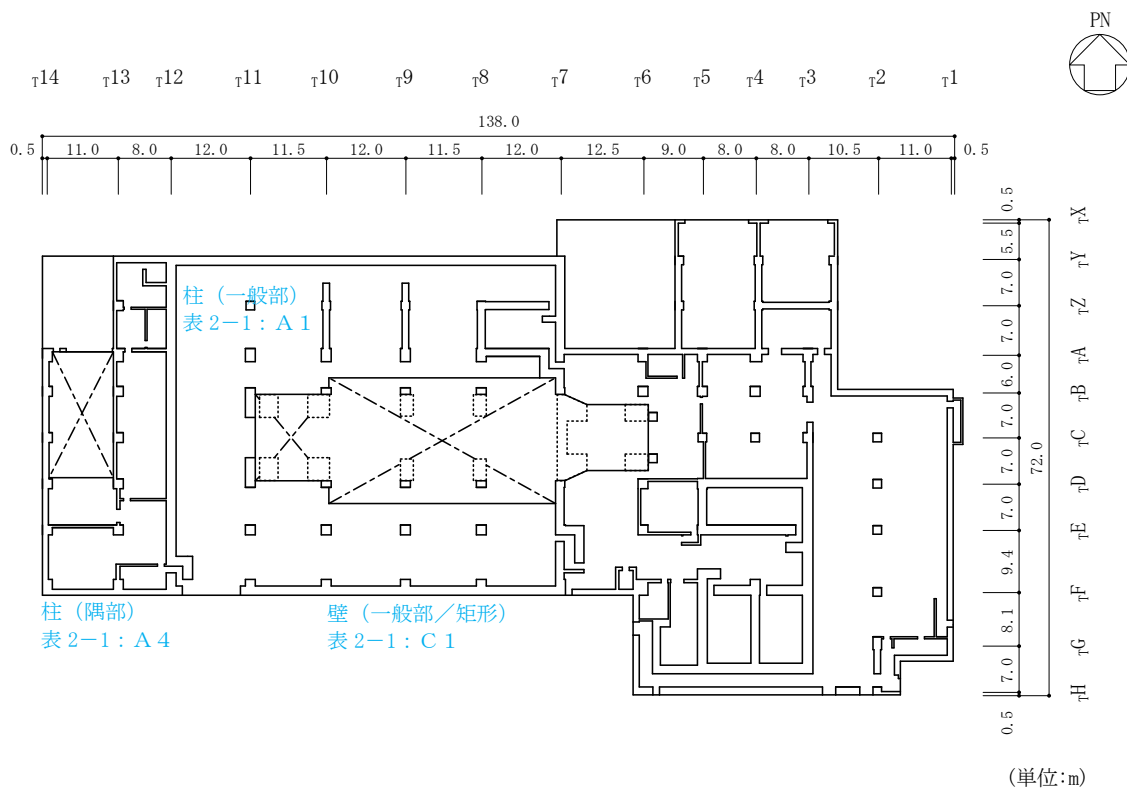 PN
T14 T13 T12 T11 T10 T9 T8 T7 T6 T5 T4 T3 T2 T1
138.0
0.5 11.0 8.0 12.0 11.5 12.0 11.5 12.0 12.5 9.0 8.0 8.0 10.5 11.0 0.5
0.5 TX
5.5
TY
7.0
柱(一般部)
表2-1:A1
TZ
7.0
TA
6.0
TB
7.0
TC
72.0
7.0
TD
7.0
TE
9.4
TF
柱(隅部)
表2-1:A4
壁(一般部/矩形)
表2-1:C1
8.1
TG
7.0
TH
0.5
(単位:m)